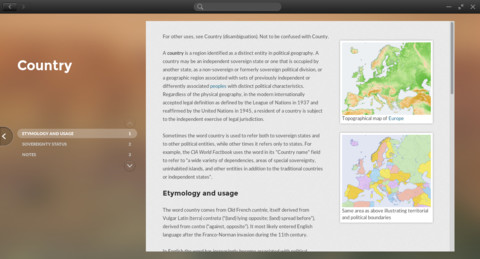 Country
ETYMOLOGY AND USAGE
SOVEREIGNTY STATUS
NOTES
For other uses, see Country (disambiguation). Not to be confused with County.
A country is a region identified as a distinct entity in political geography. A
country may be an independent sovereign state or one that is occupied by
another state, as a non-sovereign or formerly sovereign political division, or
a geographic region associated with sets of previously independent or
differently associated peoples with distinct political characteristics.
Regardless of the physical geography, in the modern internationally
accepted legal definition as defined by the League of Nations in 1937 and
reaffirmed by the United Nations in 1945, a resident of a country is subject
to the independent exercise of legal jurisdiction.
Sometimes the word country is used to refer both to sovereign states and
to other political entities, while other times it refers only to states. For
example, the CIA World Factbook uses the word in its "Country name" field
to refer to "a wide variety of dependencies, areas of special sovereignty,
uninhabited islands, and other entities in addition to the traditional countries
or independent states".
Etymology and usage
The word country comes from Old French contrée, itself derived from
Vulgar Latin (terra) contrata ("(land) lying opposite; (land) spread before"),
derived from contra ("against, opposite"). It most likely entered English
language after the Franco-Norman invasion during the 11th century.
Topographical map of Europe
Same area as above illustrating territorial
and political boundaries